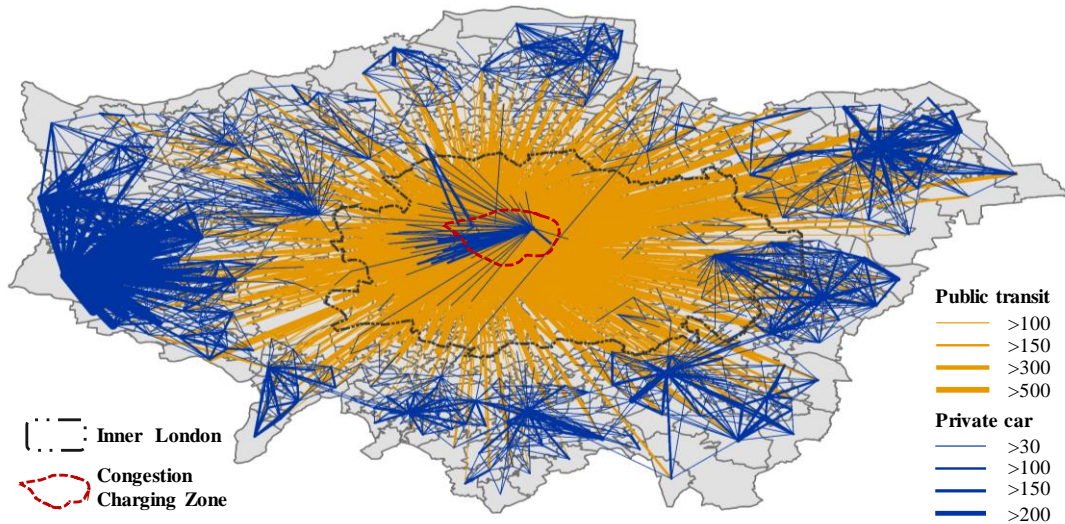 Public transit
>100
>150
>300
>500
Private car
>30
>100
>150
>200
Inner London
Congestion
Charging Zone